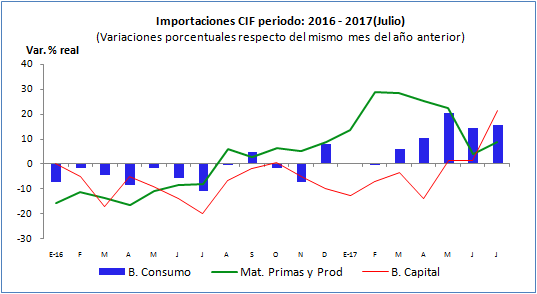 Importaciones CIF periodo: 2016 - 2017(Julio)
(Variaciones porcentuales respecto del mismo mes del año anterior)
Var. % real
40
30
20
10
0
-10
-20
-30
E-16 F M A M J J A S O N D E-17 F M A M J J
B. Consumo Mat. Primas y Prod B. Capital